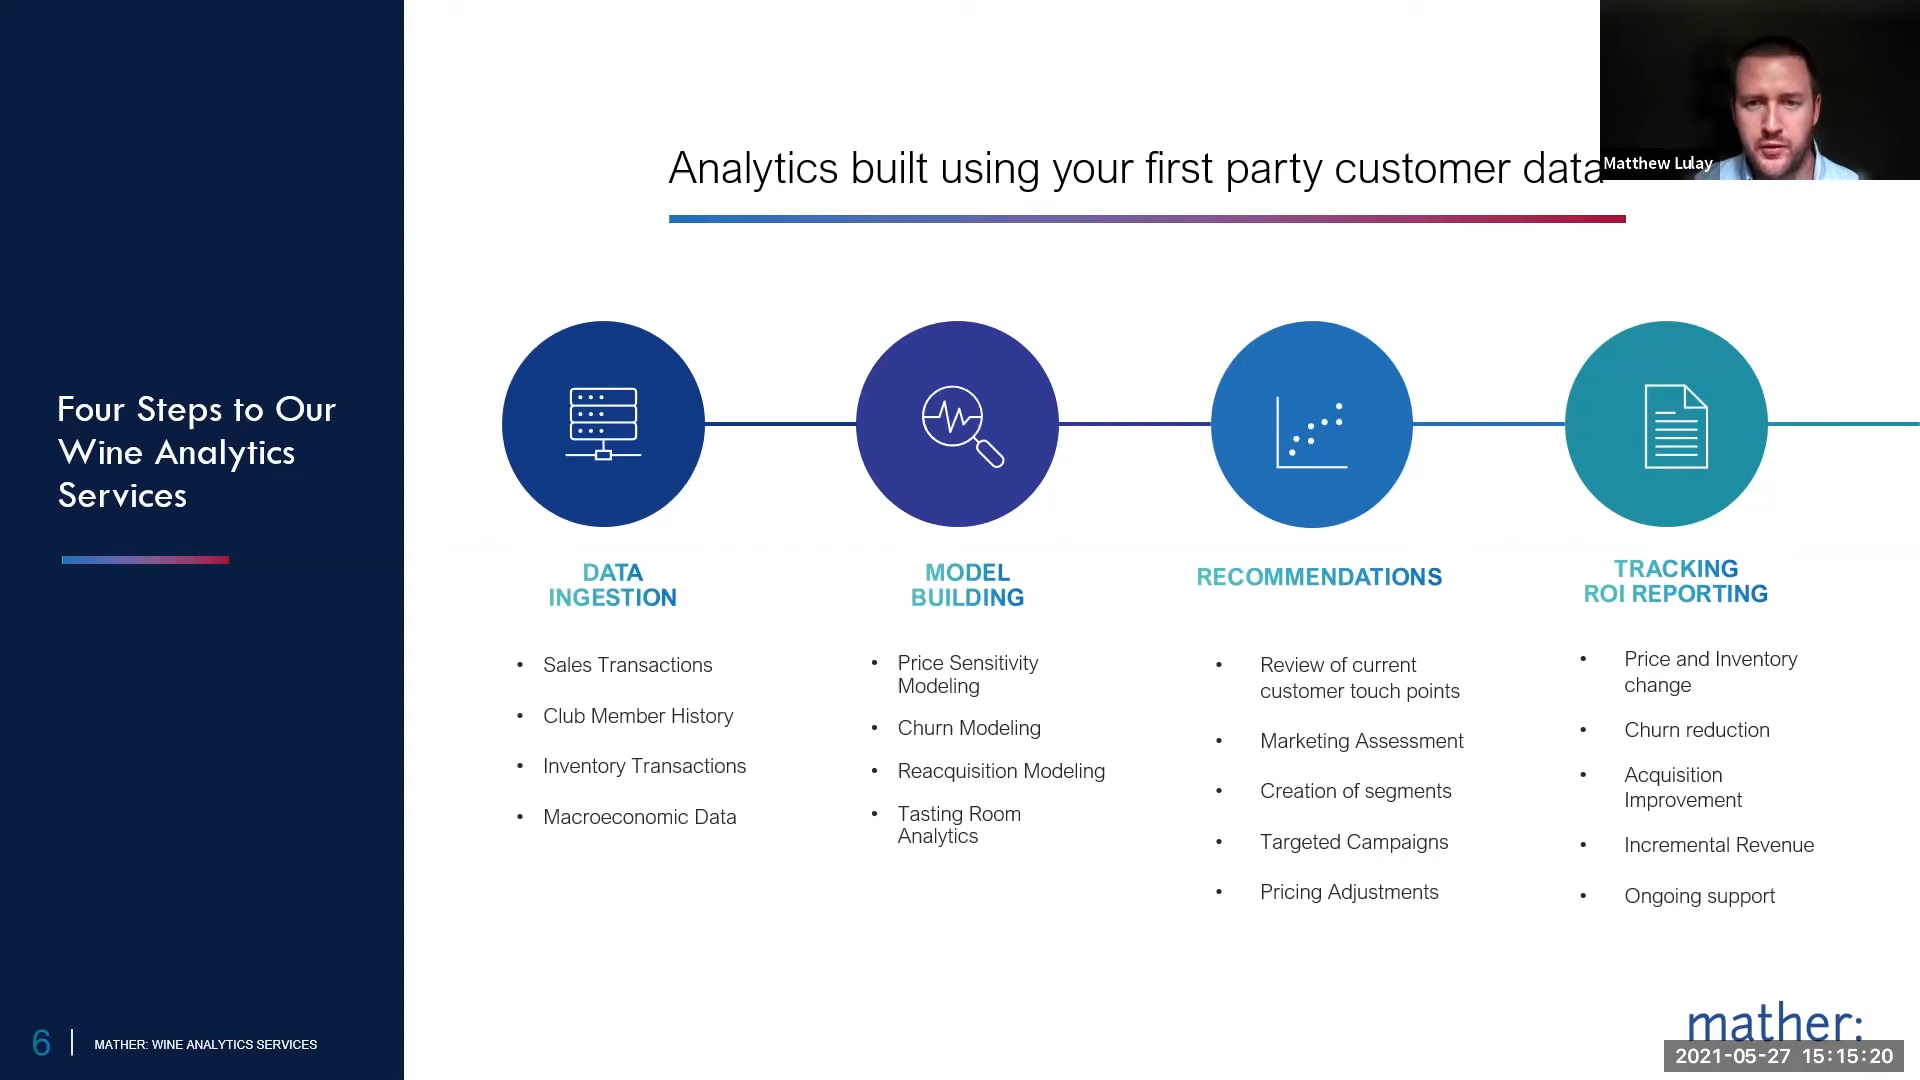 Analytics built using your first party customer data
Matthew Lulay
Four Steps to Our
Wine Analytics
Services
DATA
INGESTION
• Sales Transactions
• Club Member History
• Inventory Transactions
• Macroeconomic Data
MODEL
BUILDING
• Price Sensitivity
Modeling
• Churn Modeling
• Reacquisition Modeling
• Tasting Room
Analytics
RECOMMENDATIONS
• Review of current
customer touch points
• Marketing Assessment
• Creation of segments
• Targeted Campaigns
• Pricing Adjustments
TRACKING
ROI REPORTING
• Price and Inventory
change
• Churn reduction
• Acquisition
Improvement
• Incremental Revenue
• Ongoing support
6 | MATHER: WINE ANALYTICS SERVICES
mather:
2021-05-27 15:15:20